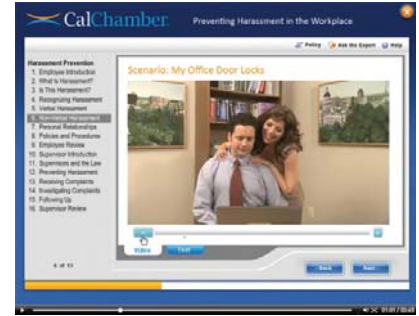 CalChamber.
Preventing Harassment in the Workplace
Policy
Ask the Expert
Help
Harassment Prevention
1. Employee Introduction
2. What is Harassment?
3. Is This Harassment?
4. Recognizing Harassment
5. Verbal Harassment
6. Non-Verbal Harassment
7. Personal Relationships
8. Policies and Procedures
9. Employee Review
10. Supervisor Introduction
11. Supervisors and the Law
12. Preventing Harassment
13. Receiving Complaints
14. Investigating Complaints
15. Following Up
16. Supervisor Review
Scenario: My Office Door Locks
Video
Text
6 of 13
Back
Next